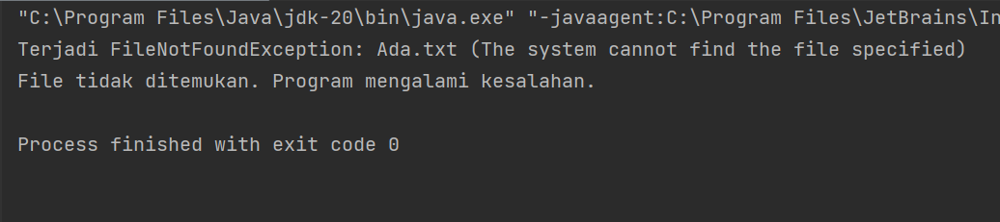 "C:\Program Files\Java\jdk-20\bin\java.exe" "-javaagent:C:\Program Files\JetBrains\In
Terjadi FileNotFoundException: Ada.txt (The system cannot find the file specified)
File tidak ditemukan. Program mengalami kesalahan.
Process finished with exit code 0